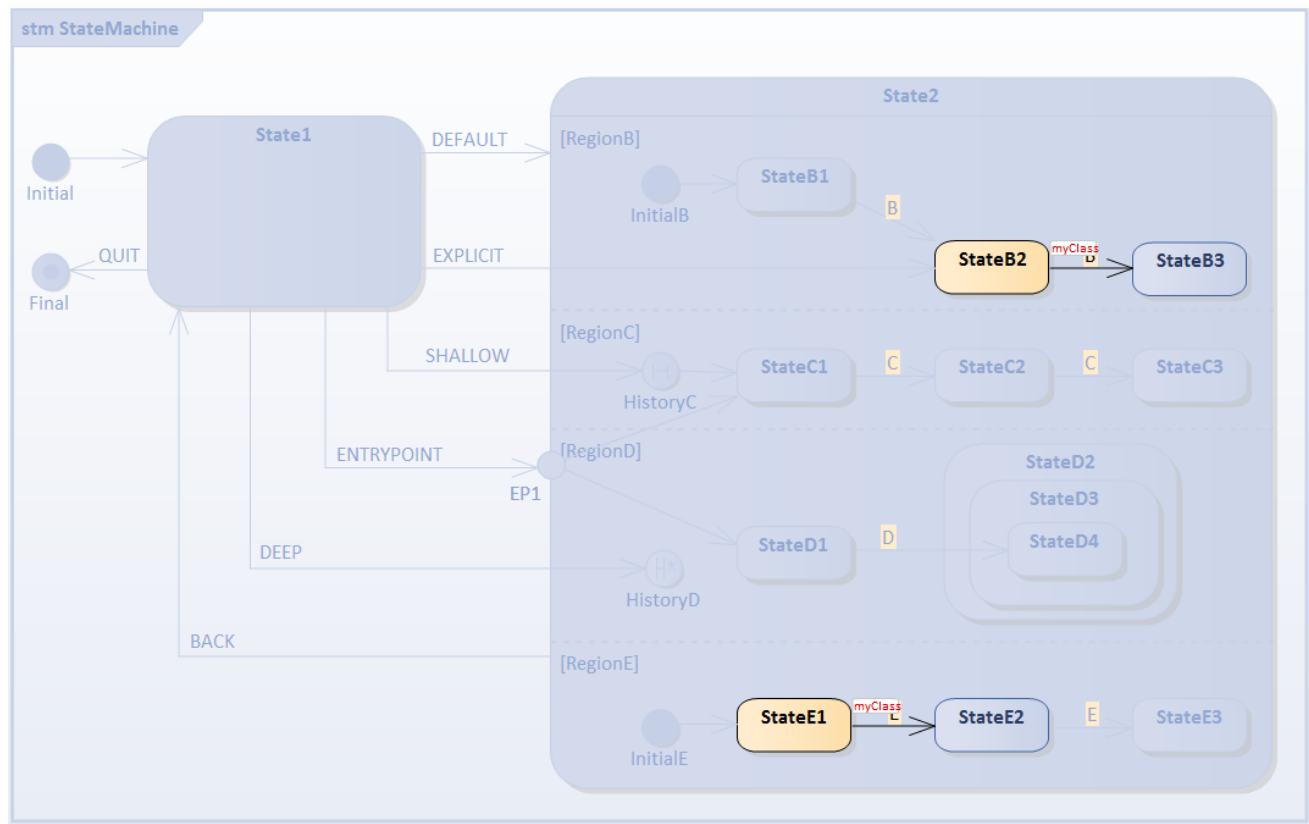 stm StateMachine
State2
State1
DEFAULT
[RegionB]
Initial
StateB1
InitialB
B
QUIT
EXPLICIT
StateB2
myClass
B
StateB3
Final
[RegionC]
SHALLOW
StateC1
C
StateC2
C
StateC3
H
HistoryC
ENTRYPOINT
[RegionD]
EP1
StateD2
StateD3
StateD1
D
StateD4
DEEP
H*
HistoryD
BACK
[RegionE]
StateE1
myClass
E
StateE2
E
StateE3
InitialE